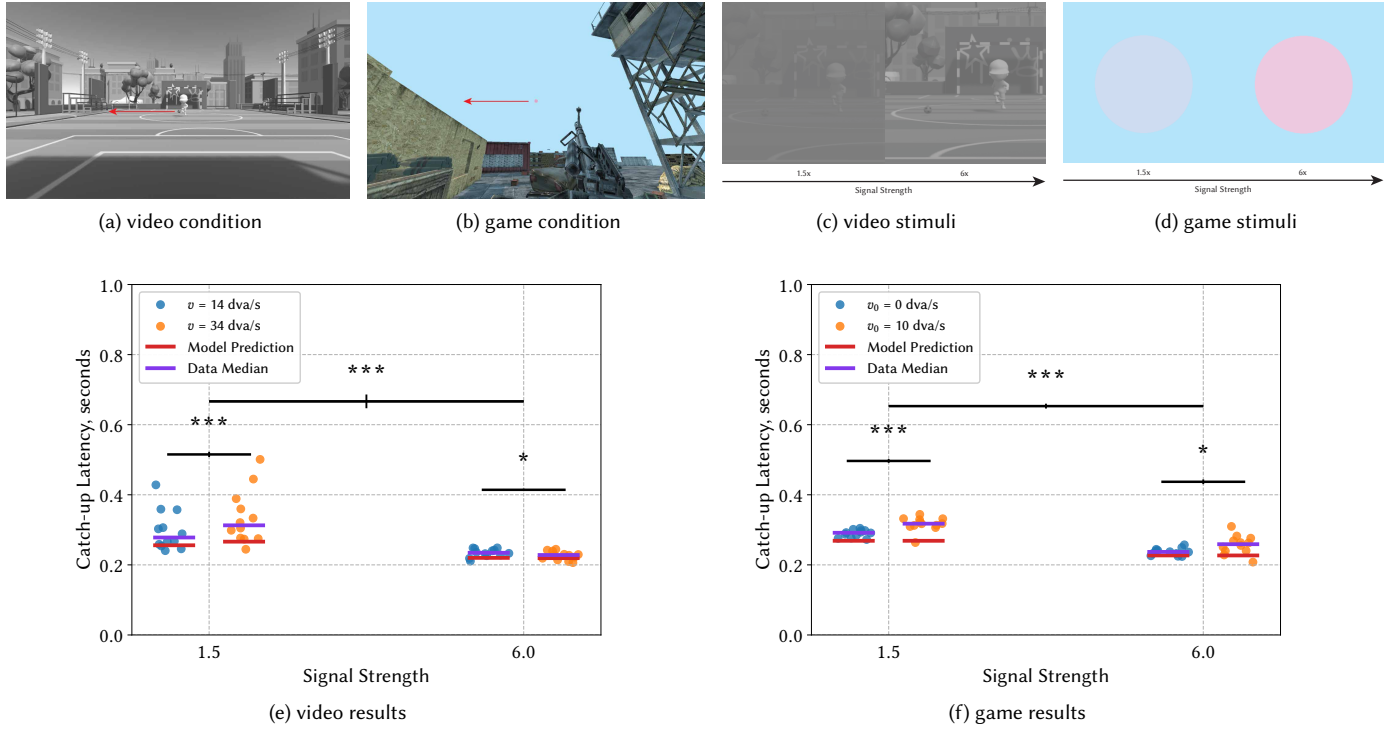 1.5x
6x
Signal Strength
1.5x
6x
Signal Strength
(a) video condition
(b) game condition
(c) video stimuli
(d) game stimuli
Catch-up Latency, seconds
1.0
0.8
0.6
0.4
0.2
0.0
v = 14 dva/s
v = 34 dva/s
Model Prediction
Data Median
***
***
*
1.5
6.0
Signal Strength
(e) video results
Catch-up Latency, seconds
1.0
0.8
0.6
0.4
0.2
0.0
v₀ = 0 dva/s
v₀ = 10 dva/s
Model Prediction
Data Median
***
***
*
1.5
6.0
Signal Strength
(f) game results